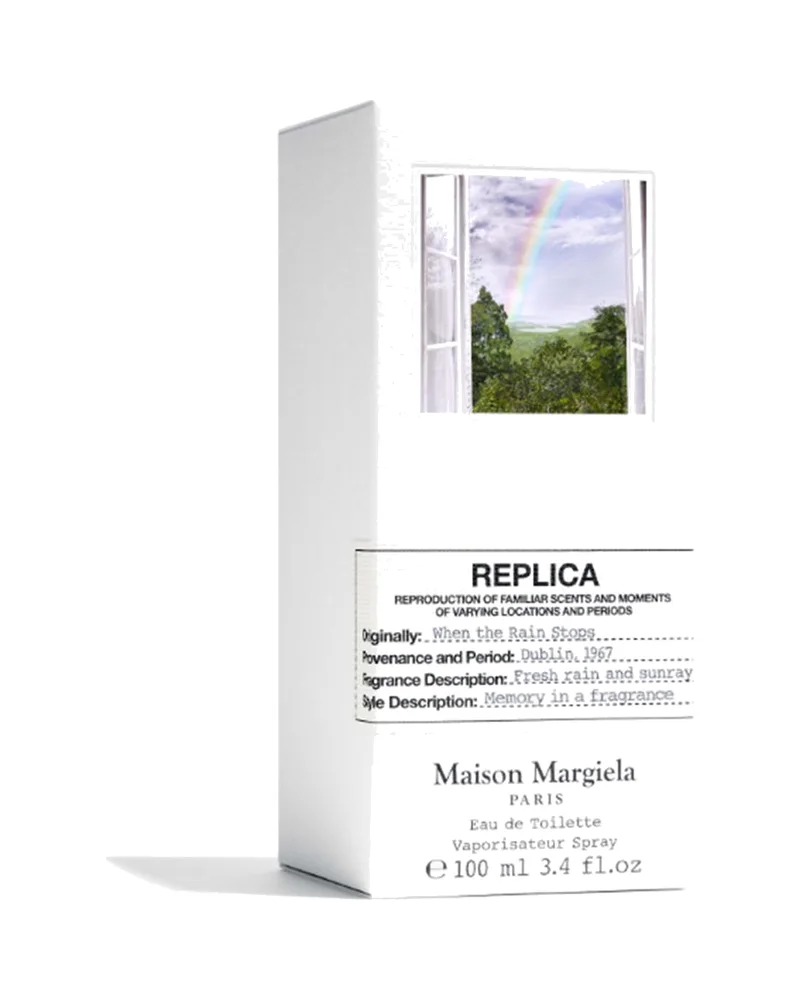 REPLICA
REPRODUCTION OF FAMILIAR SCENTS AND MOMENTS
OF VARYING LOCATIONS AND PERIODS
Originally: When the Rain Stops
Provenance and Period: Dublin, 1967
Fragrance Description: Fresh rain and sunray
Style Description: Memory in a fragrance
Maison Margiela
PARIS
Eau de Toilette
Vaporisateur Spray
℮ 100 ml 3.4 fl.oz